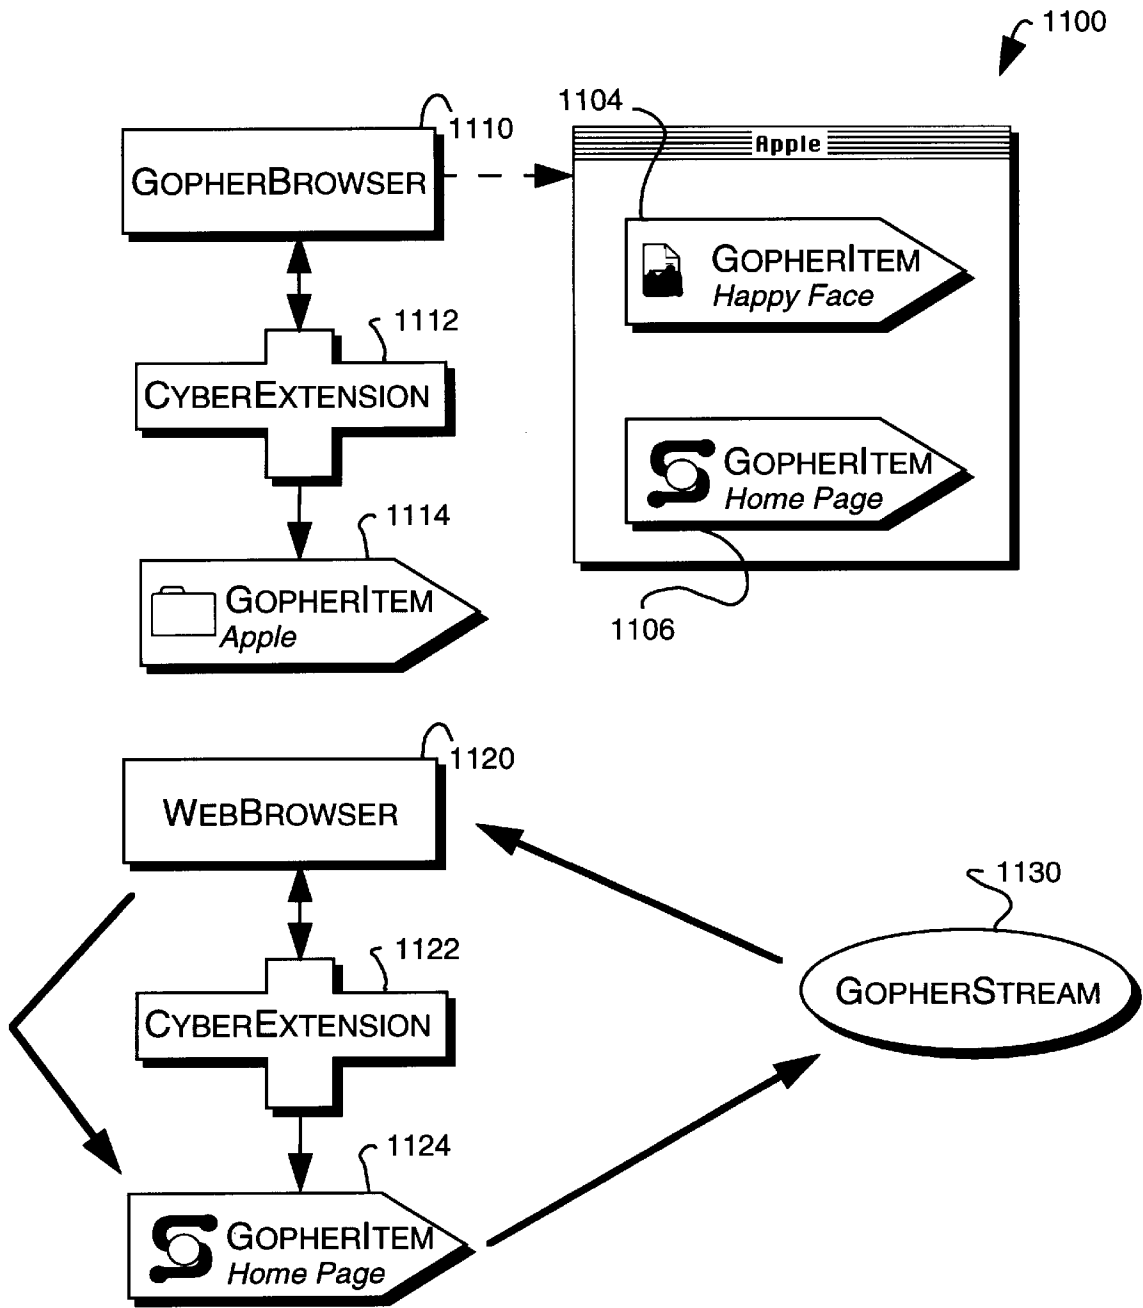 1100
1104
1110
Apple
GOPHERBROWSER
GOPHERITEM
Happy Face
1112
CYBEREXTENSION
GOPHERITEM
Home Page
1114
GOPHERITEM
Apple
1106
1120
WEBBROWSER
1130
1122
GOPHERSTREAM
CYBEREXTENSION
1124
GOPHERITEM
Home Page